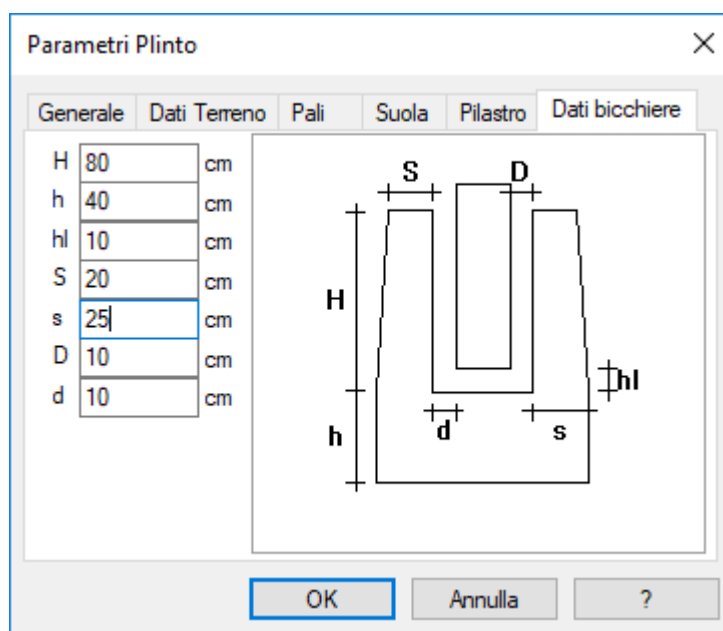 Parametri Plinto
Generale Dati Terreno Pali Suola Pilastro Dati bicchiere
H 80 cm
h 40 cm
hl 10 cm
S 20 cm
s 25 cm
D 10 cm
d 10 cm
S D
H
hl
d s
h
OK Annulla ?